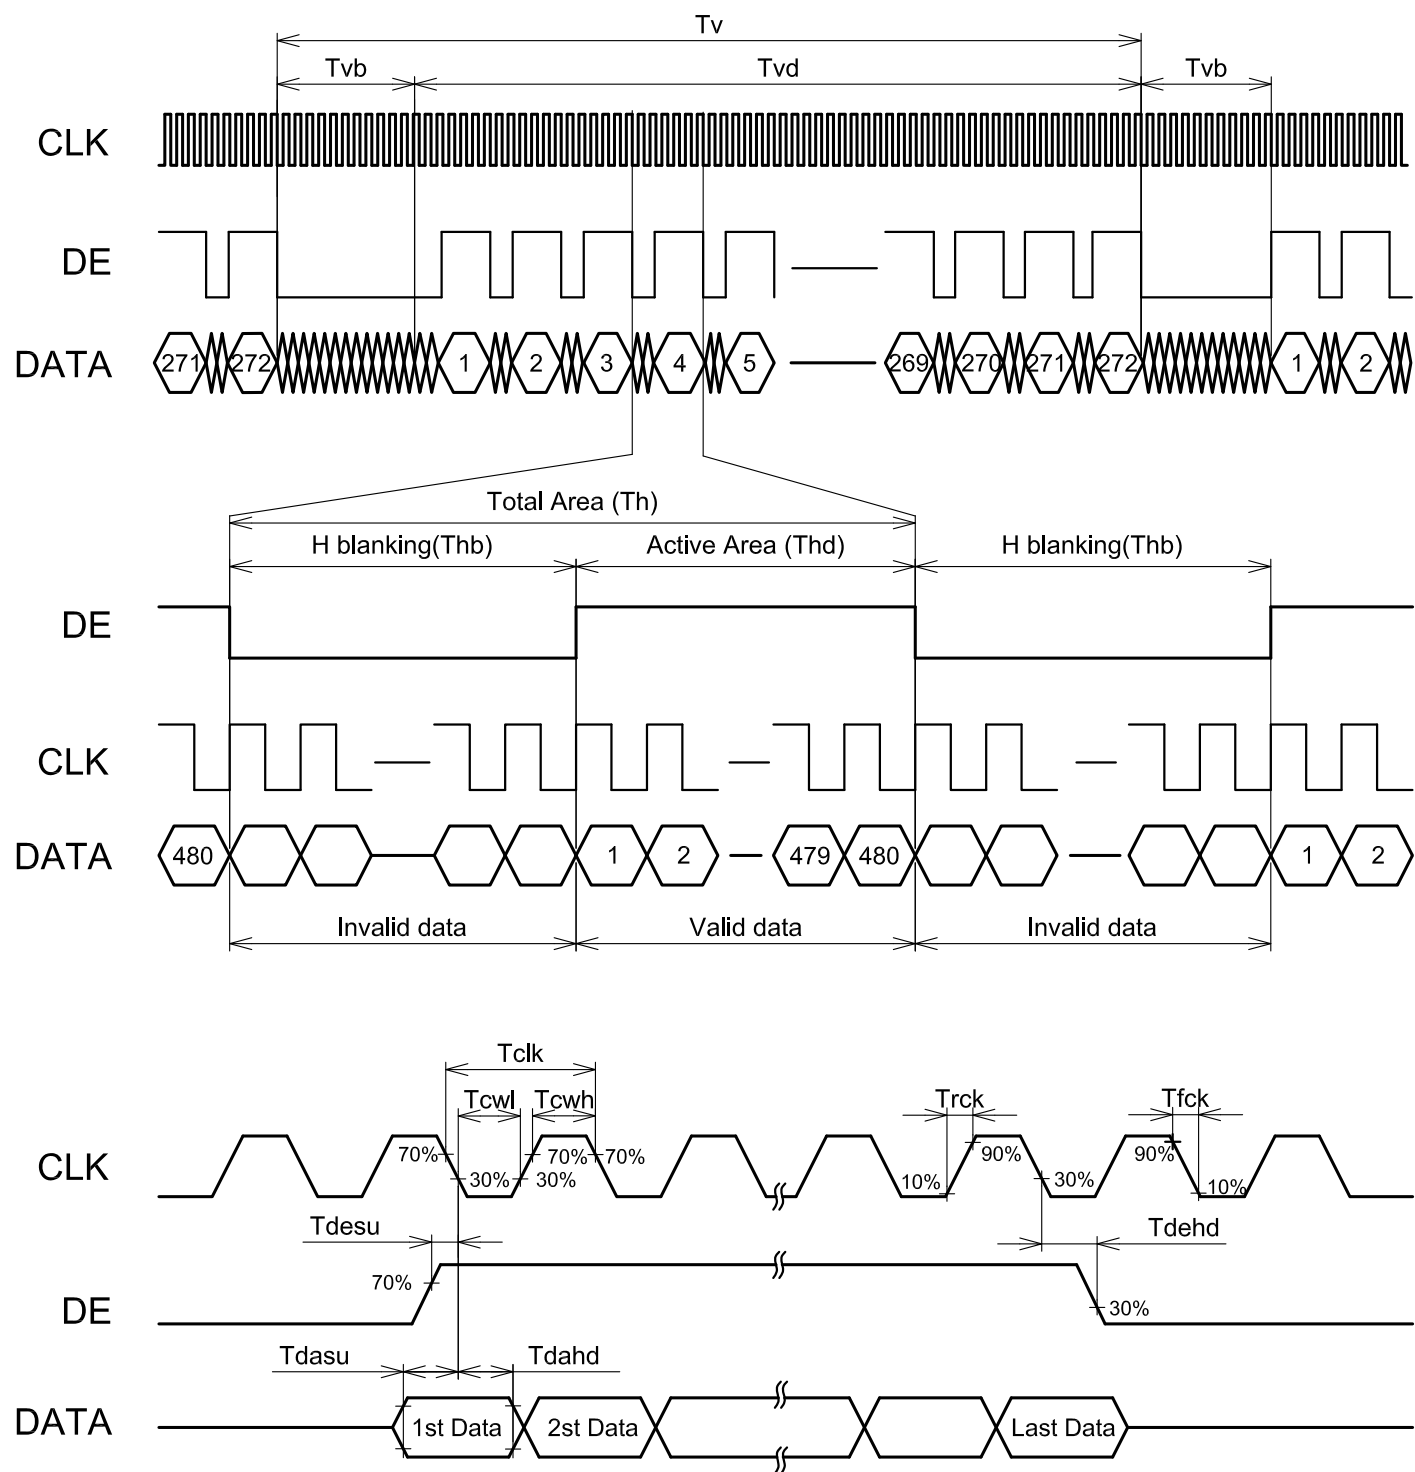 Tv
Tvb Tvd Tvb
CLK
DE
DATA 271 272 1 2 3 4 5 269 270 271 272 1 2
Total Area (Th)
H blanking(Thb) Active Area (Thd) H blanking(Thb)
DE
CLK
DATA 480 1 2 479 480 1 2
Invalid data Valid data Invalid data
Tclk
Tcwl Tcwh Trck Tfck
CLK 70% 70% 70% 90% 90%
30% 30% 10% 30% 10%
Tdesu Tdehd
70%
DE 30%
Tdasu Tdahd
DATA 1st Data 2st Data Last Data